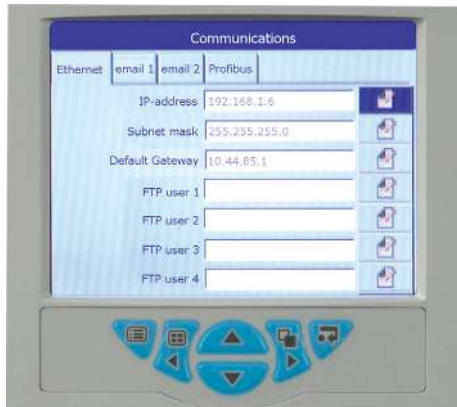 Communications
Ethernet email 1 email 2 Profibus
IP-address 192.168.1.6
Subnet mask 255.255.255.0
Default Gateway 10.44.85.1
FTP user 1
FTP user 2
FTP user 3
FTP user 4